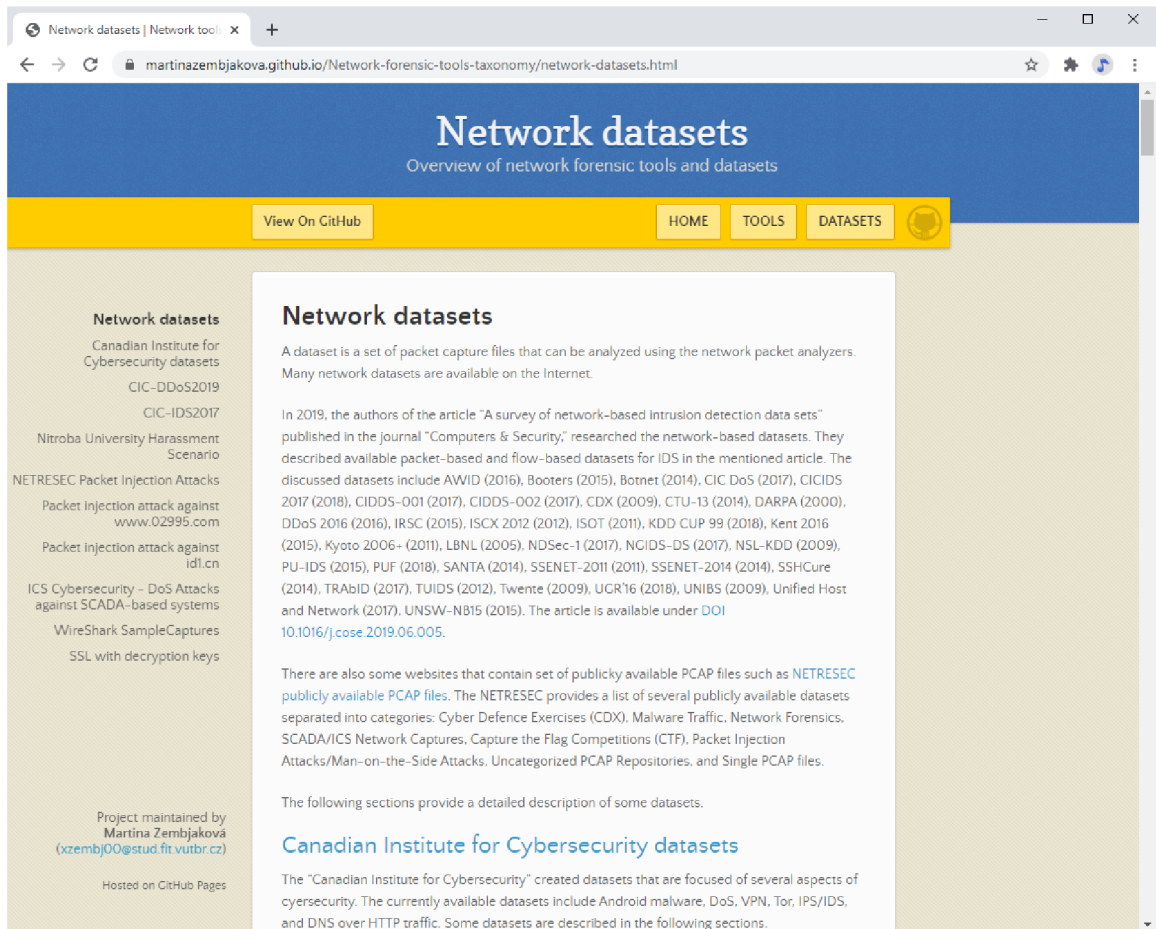 Network datasets | Network tool
martinazembjakova.github.io/Network-forensic-tools-taxonomy/network-datasets.html
Network datasets
Overview of network forensic tools and datasets
View On GitHub
HOME
TOOLS
DATASETS
Network datasets
Canadian Institute for
Cybersecurity datasets
CIC-DDoS2019
CIC-IDS2017
Nitroba University Harassment
Scenario
NETRESEC Packet Injection Attacks
Packet injection attack against
www.02995.com
Packet injection attack against
id1.cn
ICS Cybersecurity - DoS Attacks
against SCADA-based systems
WireShark SampleCaptures
SSL with decryption keys
Project maintained by
Martina Zembjaková
(xzembj00@stud.fit.vutbr.cz)
Hosted on GitHub Pages
Network datasets
A dataset is a set of packet capture files that can be analyzed using the network packet analyzers.
Many network datasets are available on the Internet.
In 2019, the authors of the article "A survey of network-based intrusion detection data sets"
published in the journal "Computers & Security," researched the network-based datasets. They
described available packet-based and flow-based datasets for IDS in the mentioned article. The
discussed datasets include AWID (2016), Booters (2015), Botnet (2014), CIC DoS (2017), CICIDS
2017 (2018), CIDDS-001 (2017), CIDDS-002 (2017), CDX (2009), CTU-13 (2014), DARPA (2000),
DDoS 2016 (2016), IRSC (2015), ISCX 2012 (2012), ISOT (2011), KDD CUP 99 (2018), Kent 2016
(2015), Kyoto 2006+ (2011), LBNL (2005), NDSec-1 (2017), NGIDS-DS (2017), NSL-KDD (2009),
PU-IDS (2015), PUF (2018), SANTA (2014), SSENET-2011 (2011), SSENET-2014 (2014), SSHCure
(2014), TRAbID (2017), TUIDS (2012), Twente (2009), UGR'16 (2018), UNIBS (2009), Unified Host
and Network (2017). UNSW-NB15 (2015). The article is available under DOI
10.1016/j.cose.2019.06.005.
There are also some websites that contain set of publicky available PCAP files such as NETRESEC
publicly available PCAP files. The NETRESEC provides a list of several publicly available datasets
separated into categories: Cyber Defence Exercises (CDX), Malware Traffic, Network Forensics,
SCADA/ICS Network Captures, Capture the Flag Competitions (CTF), Packet Injection
Attacks/Man-on-the-Side Attacks, Uncategorized PCAP Repositories, and Single PCAP files.
The following sections provide a detailed description of some datasets.
Canadian Institute for Cybersecurity datasets
The "Canadian Institute for Cybersecurity" created datasets that are focused of several aspects of
cyersecurity. The currently available datasets include Android malware, DoS, VPN, Tor, IPS/IDS,
and DNS over HTTP traffic. Some datasets are described in the following sections.